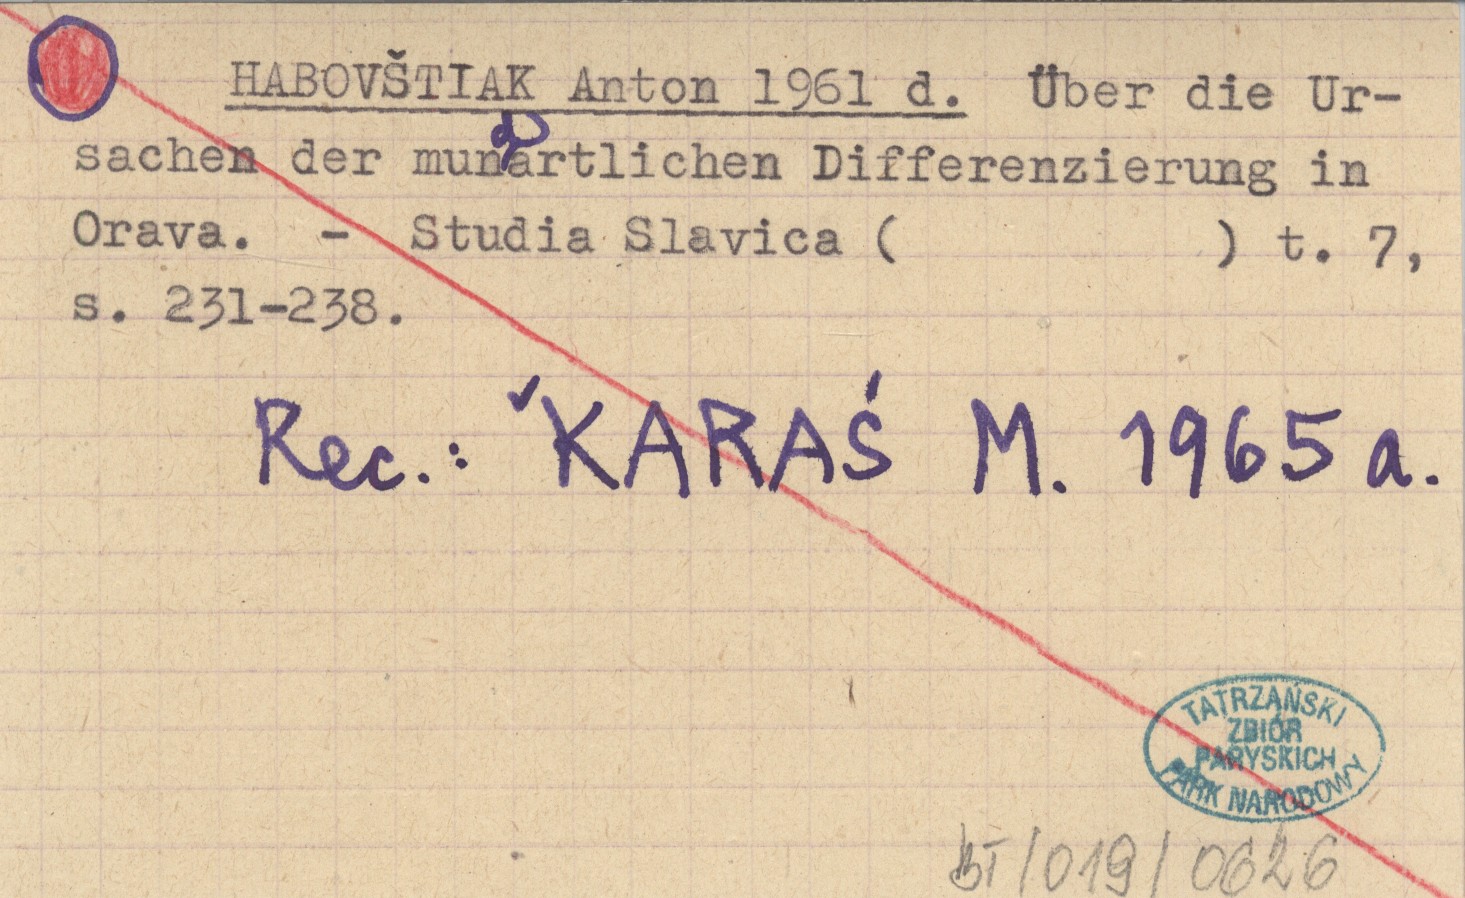 HABOVŠTIAK Anton 1961 d. Über die Ur-
d
sachen der munartlichen Differenzierung in
Orava. - Studia Slavica ( ) t. 7,
s. 231-238.
Rec.: KARAŚ M. 1965 a.
TATRZAŃSKI
ZBIÓR
PARYSKICH
PARK NARODOWY
BT/019/0626